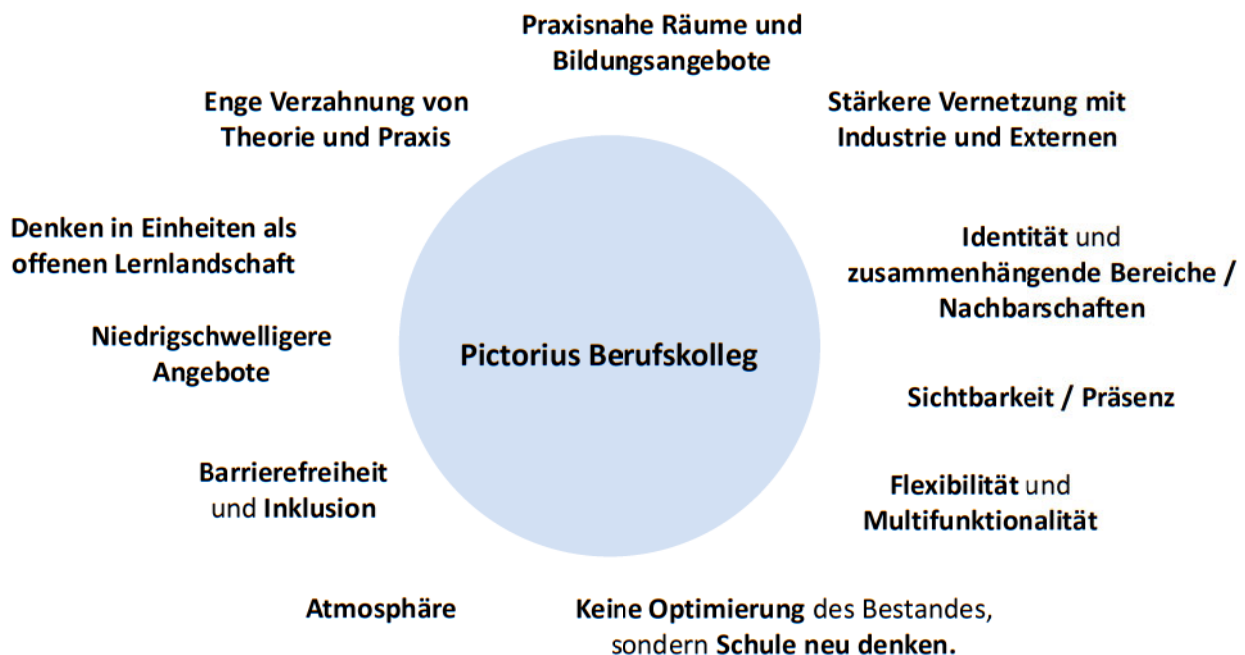 Praxisnahe Räume und
Bildungsangebote
Enge Verzahnung von
Theorie und Praxis
Stärkere Vernetzung mit
Industrie und Externen
Denken in Einheiten als
offenen Lernlandschaft
Identität und
zusammenhängende Bereiche /
Nachbarschaften
Niedrigschwelligere
Angebote
Pictorius Berufskolleg
Sichtbarkeit / Präsenz
Barrierefreiheit
und Inklusion
Flexibilität und
Multifunktionalität
Atmosphäre
Keine Optimierung des Bestandes,
sondern Schule neu denken.